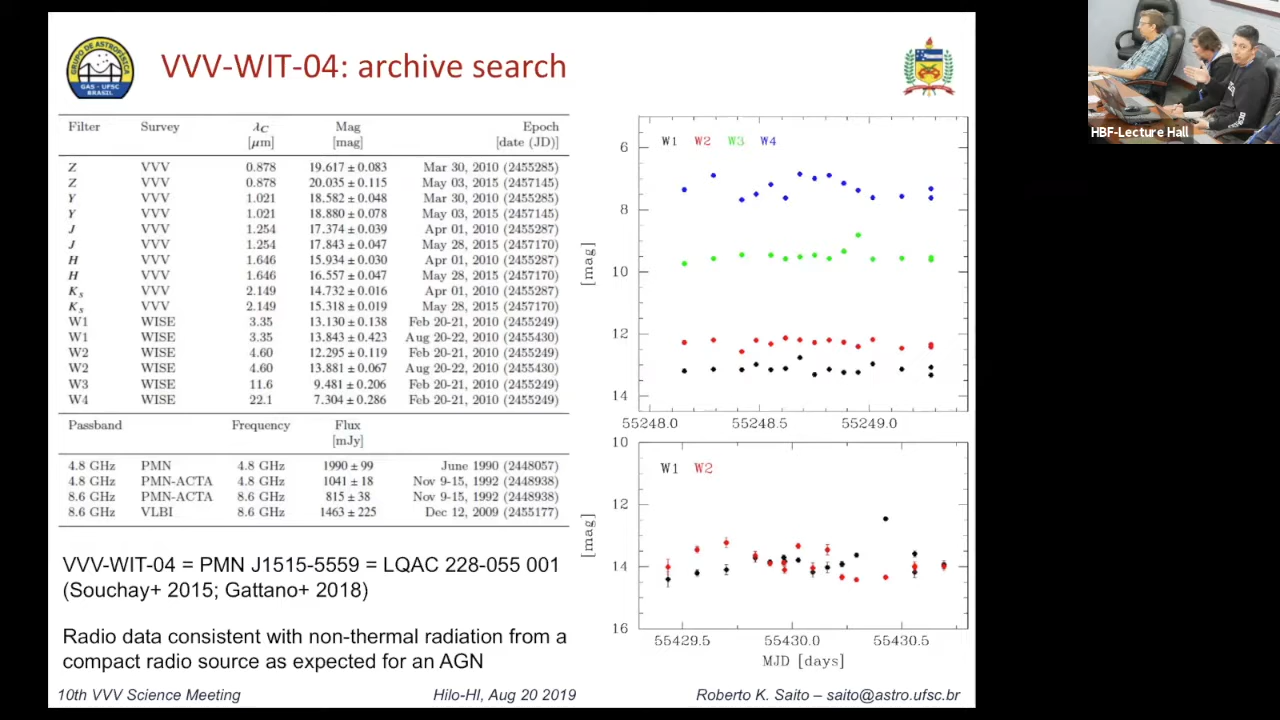 VVV-WIT-04: archive search
GRUPO DE ASTROFÍSICA
GAS - UFSC
BRASIL
Filter Survey λC Mag Epoch
[μm] [mag] [date (JD)]
Z VVV 0.878 19.617 ± 0.083 Mar 30, 2010 (2455285)
Z VVV 0.878 20.035 ± 0.115 May 03, 2015 (2457145)
Y VVV 1.021 18.582 ± 0.048 Mar 30, 2010 (2455285)
Y VVV 1.021 18.880 ± 0.078 May 03, 2015 (2457145)
J VVV 1.254 17.374 ± 0.039 Apr 01, 2010 (2455287)
J VVV 1.254 17.843 ± 0.047 May 28, 2015 (2457170)
H VVV 1.646 15.934 ± 0.030 Apr 01, 2010 (2455287)
H VVV 1.646 16.557 ± 0.047 May 28, 2015 (2457170)
Ks VVV 2.149 14.732 ± 0.016 Apr 01, 2010 (2455287)
Ks VVV 2.149 15.318 ± 0.019 May 28, 2015 (2457170)
W1 WISE 3.35 13.130 ± 0.138 Feb 20-21, 2010 (2455249)
W1 WISE 3.35 13.843 ± 0.423 Aug 20-22, 2010 (2455430)
W2 WISE 4.60 12.295 ± 0.119 Feb 20-21, 2010 (2455249)
W2 WISE 4.60 13.881 ± 0.067 Aug 20-22, 2010 (2455430)
W3 WISE 11.6 9.481 ± 0.206 Feb 20-21, 2010 (2455249)
W4 WISE 22.1 7.304 ± 0.286 Feb 20-21, 2010 (2455249)
Passband Frequency Flux
[mJy]
4.8 GHz PMN 4.8 GHz 1990 ± 99 June 1990 (2448057)
4.8 GHz PMN-ACTA 4.8 GHz 1041 ± 18 Nov 9-15, 1992 (2448938)
8.6 GHz PMN-ACTA 8.6 GHz 815 ± 38 Nov 9-15, 1992 (2448938)
8.6 GHz VLBI 8.6 GHz 1463 ± 225 Dec 12, 2009 (2455177)
VVV-WIT-04 = PMN J1515-5559 = LQAC 228-055 001
(Souchay+ 2015; Gattano+ 2018)
Radio data consistent with non-thermal radiation from a
compact radio source as expected for an AGN
W1 W2 W3 W4
6
8
10
12
14
[mag]
55248.0 55248.5 55249.0
W1 W2
10
12
14
16
[mag]
55429.5 55430.0 55430.5
MJD [days]
10th VVV Science Meeting Hilo-HI, Aug 20 2019 Roberto K. Saito – saito@astro.ufsc.br
HBF-Lecture Hall